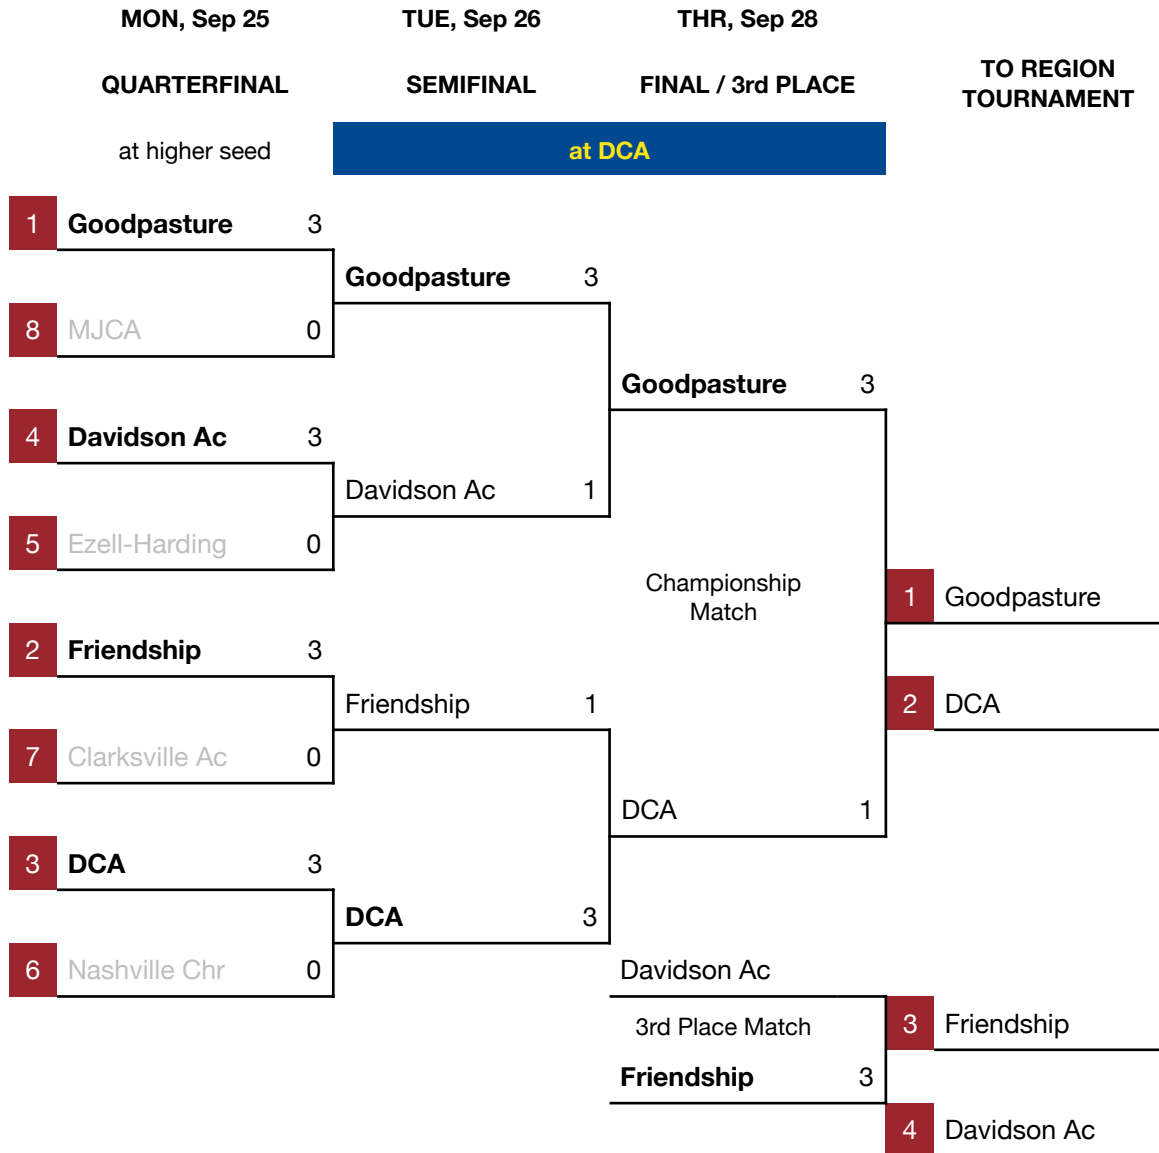 MON, Sep 25 TUE, Sep 26 THR, Sep 28
QUARTERFINAL SEMIFINAL FINAL / 3rd PLACE TO REGION
TOURNAMENT
at higher seed at DCA
1 Goodpasture 3
Goodpasture 3
8 MJCA 0
Goodpasture 3
4 Davidson Ac 3
Davidson Ac 1
5 Ezell-Harding 0
Championship
Match
1 Goodpasture
2 Friendship 3
Friendship 1
2 DCA
7 Clarksville Ac 0
DCA 1
3 DCA 3
DCA 3
6 Nashville Chr 0
Davidson Ac
3rd Place Match
3 Friendship
Friendship 3
4 Davidson Ac